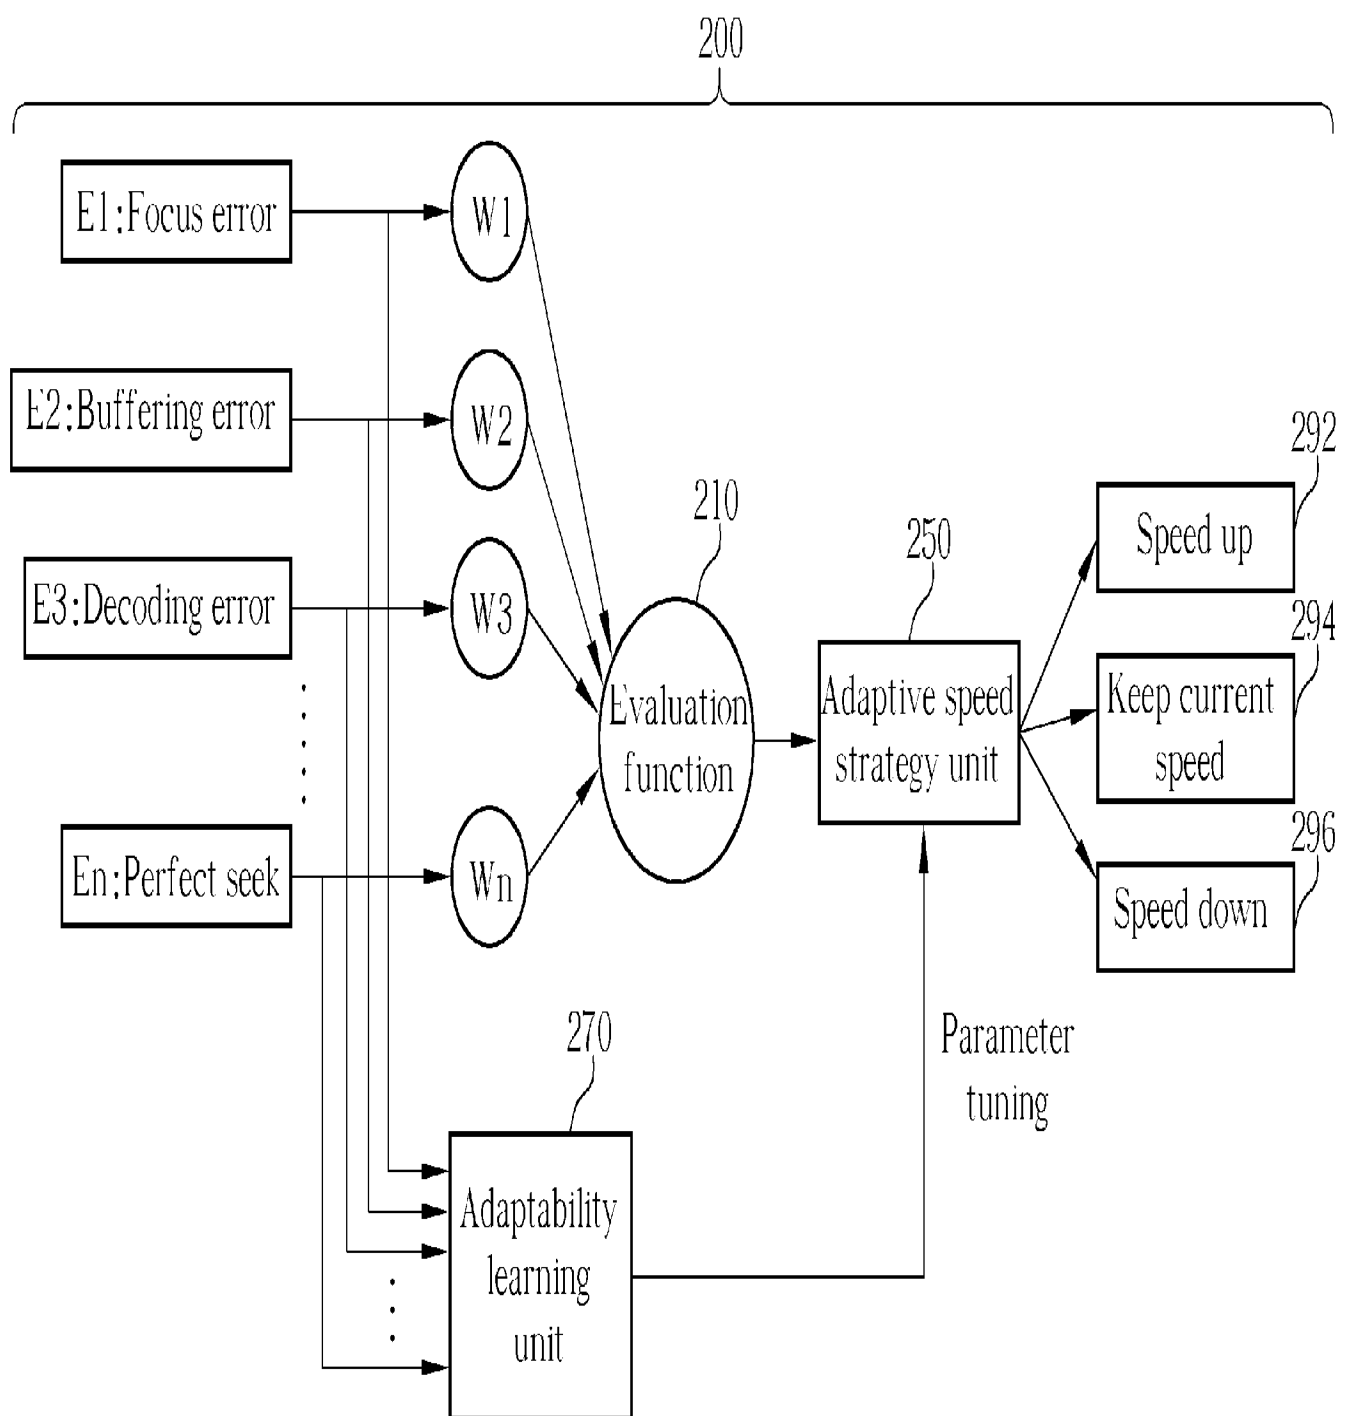 200
E1:Focus error
W1
E2:Buffering error
W2
292
Speed up
210
250
E3:Decoding error
W3
294
Evaluation
function
Adaptive speed
strategy unit
Keep current
speed
296
En:Perfect seek
Wn
Speed down
270
Parameter
tuning
Adaptability
learning
unit